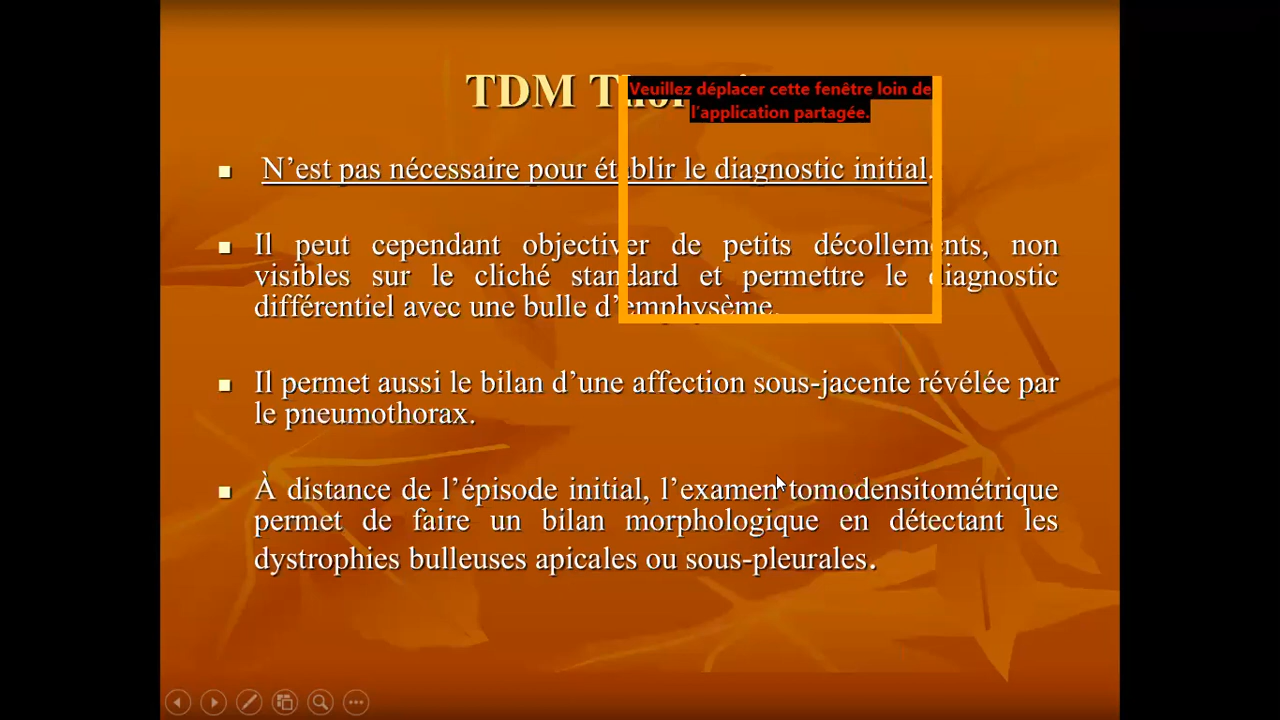 TDM
Veuillez déplacer cette fenêtre loin de
l'application partagée.
N’est pas nécessaire pour établir le diagnostic initial.
Il peut cependant objectiver de petits décollements, non
visibles sur le cliché standard et permettre le diagnostic
différentiel avec une bulle d’emphysème.
Il permet aussi le bilan d’une affection sous-jacente révélée par
le pneumothorax.
À distance de l’épisode initial, l’examen tomodensitométrique
permet de faire un bilan morphologique en détectant les
dystrophies bulleuses apicales ou sous-pleurales.